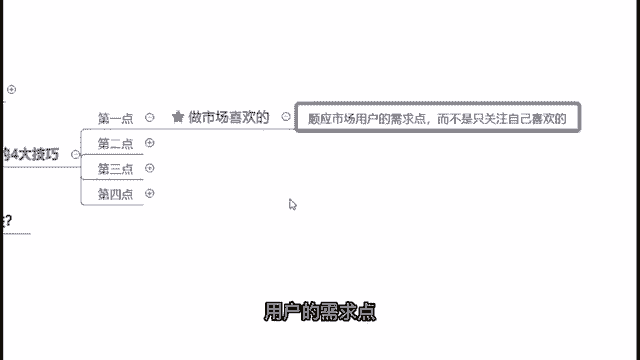 第一点
做市场喜欢的
顺应市场用户的需求点，而不是只关注自己喜欢的
第二点
的4大技巧
第三点
第四点
?
用户的需求点